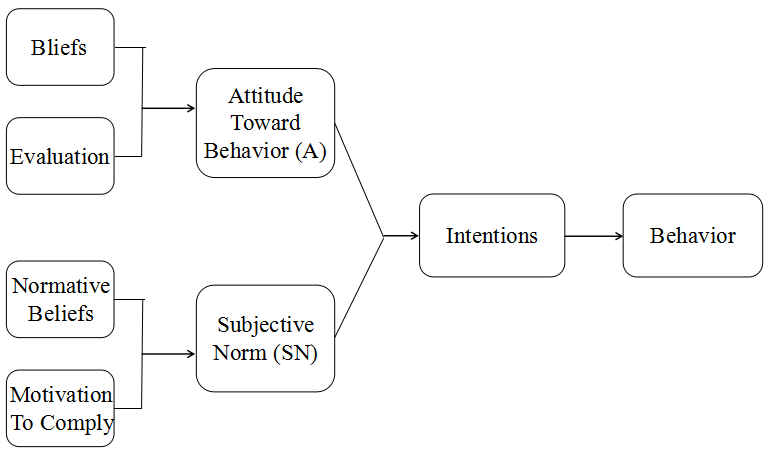 Bliefs
Evaluation
Attitude
Toward
Behavior (A)
Normative
Beliefs
Motivation
To Comply
Subjective
Norm (SN)
Intentions
Behavior